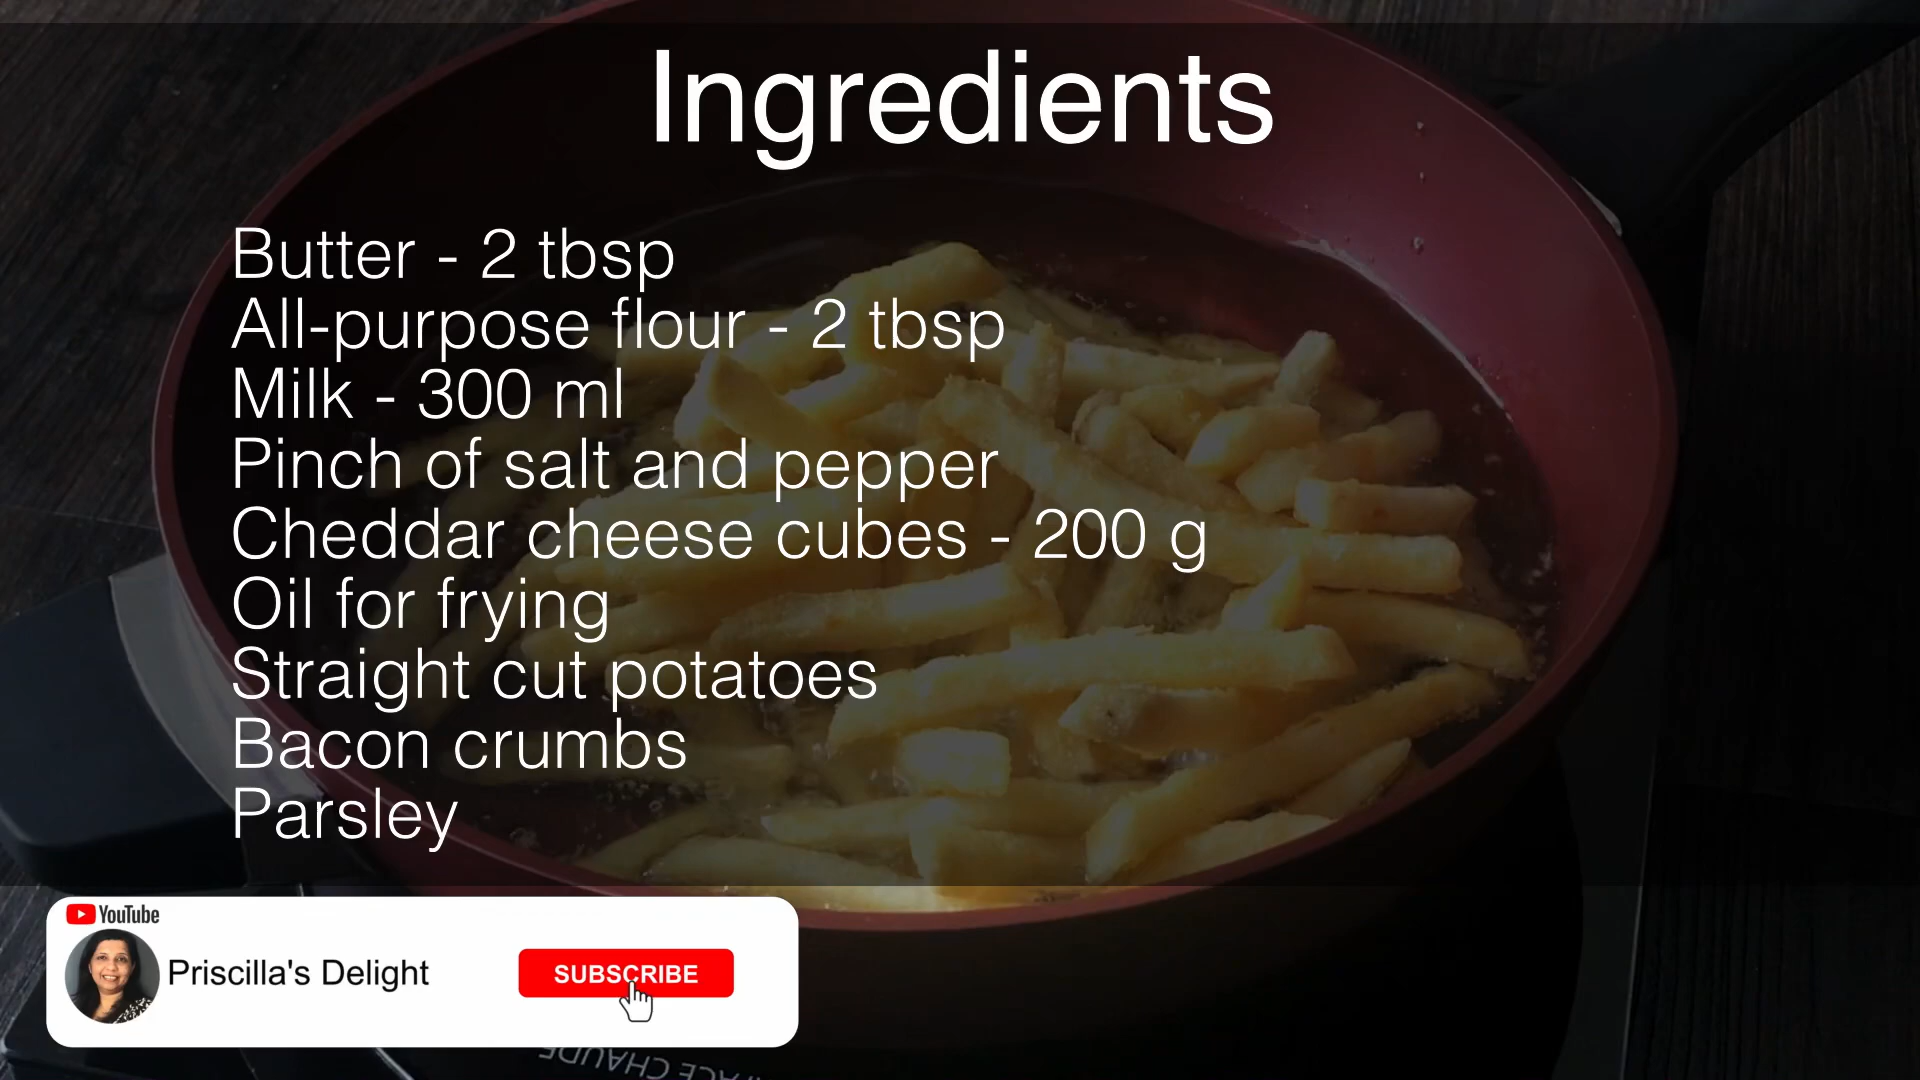 Ingredients
Butter - 2 tbsp
All-purpose flour - 2 tbsp
Milk - 300 ml
Pinch of salt and pepper
Cheddar cheese cubes - 200 g
Oil for frying
Straight cut potatoes
Bacon crumbs
Parsley
YouTube
Priscilla's Delight
SUBSCRIBE
CHAUDE